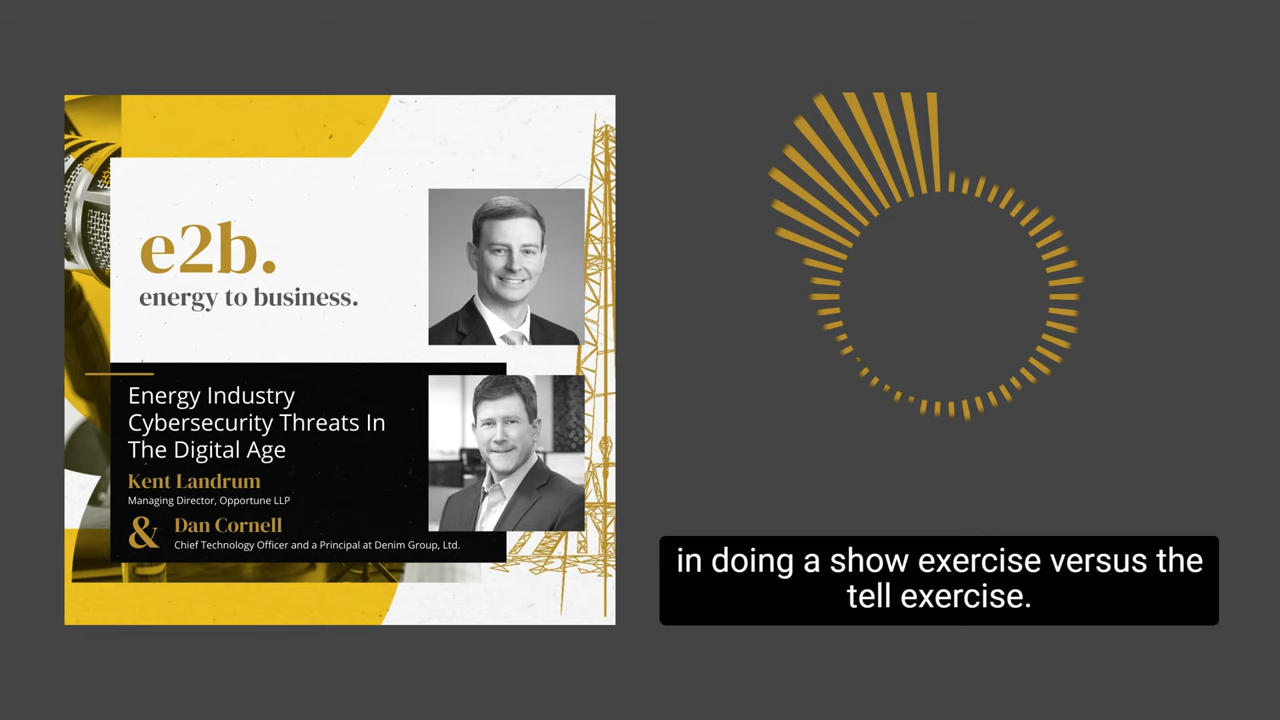 e2b.
energy to business.
Energy Industry
Cybersecurity Threats In
The Digital Age
Kent Landrum
Managing Director, Opportune LLP
& Dan Cornell
Chief Technology Officer and a Principal at Denim Group, Ltd.
in doing a show exercise versus the
tell exercise.